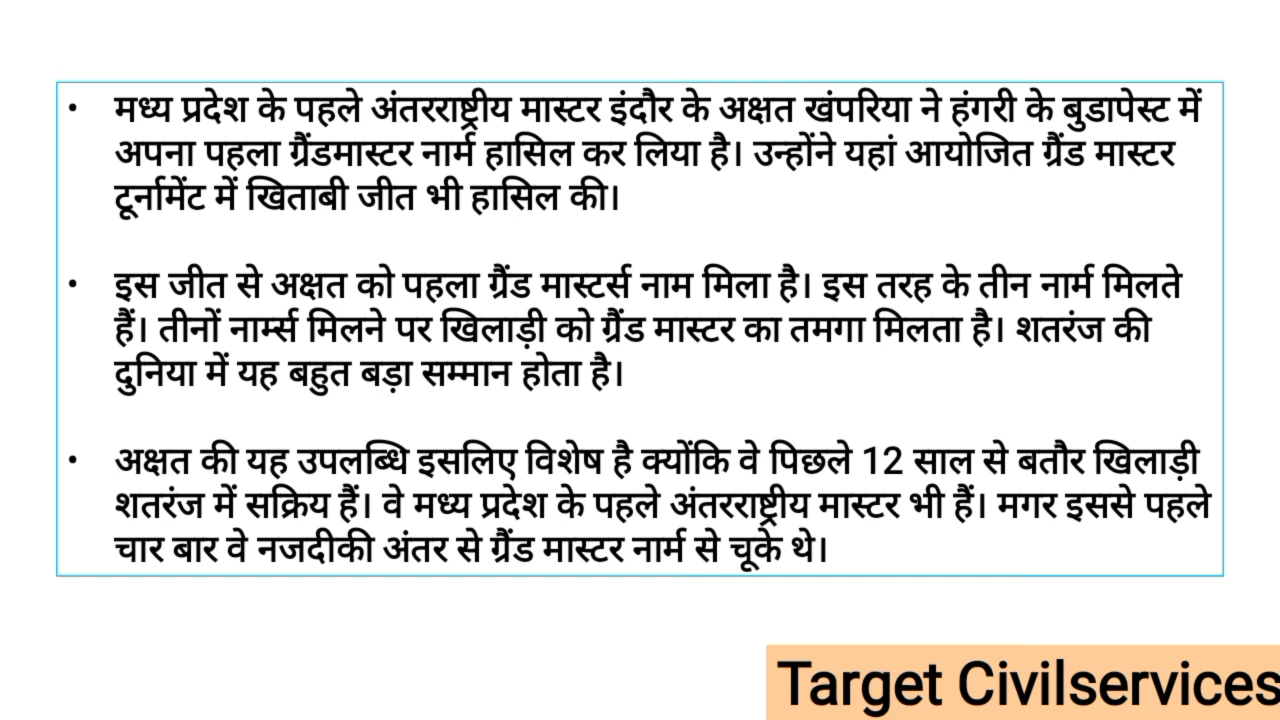 • मध्य प्रदेश के पहले अंतरराष्ट्रीय मास्टर इंदौर के अक्षत खंपरिया ने हंगरी के बुडापेस्ट में
अपना पहला ग्रैंडमास्टर नार्म हासिल कर लिया है। उन्होंने यहां आयोजित ग्रैंड मास्टर
टूर्नामेंट में खिताबी जीत भी हासिल की।
• इस जीत से अक्षत को पहला ग्रैंड मास्टर्स नाम मिला है। इस तरह के तीन नार्म मिलते
हैं। तीनों नार्म्स मिलने पर खिलाड़ी को ग्रैंड मास्टर का तमगा मिलता है। शतरंज की
दुनिया में यह बहुत बड़ा सम्मान होता है।
• अक्षत की यह उपलब्धि इसलिए विशेष है क्योंकि वे पिछले 12 साल से बतौर खिलाड़ी
शतरंज में सक्रिय हैं। वे मध्य प्रदेश के पहले अंतरराष्ट्रीय मास्टर भी हैं। मगर इससे पहले
चार बार वे नजदीकी अंतर से ग्रैंड मास्टर नार्म से चूके थे।
Target Civilservices